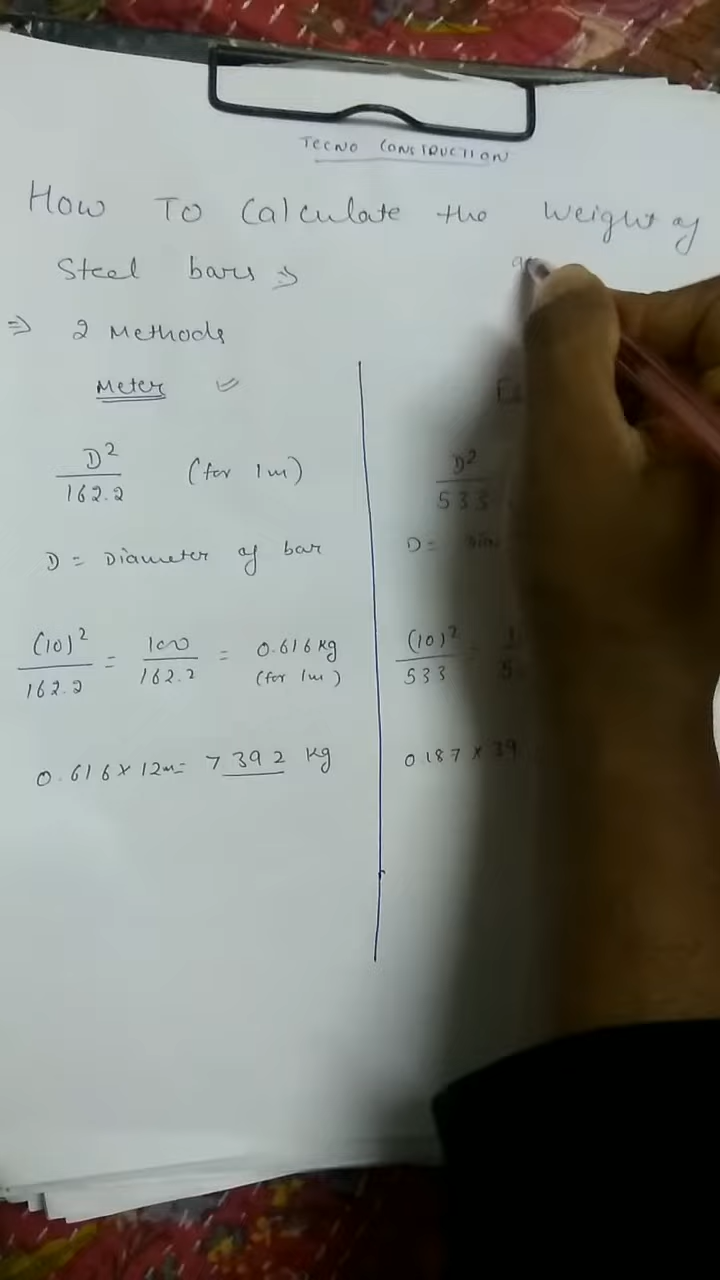 TECNO CONSTRUCTION
HOW TO Calculate the Weight of
Steel bars ⇒
⇒ 2 Methods
Meter ✓
D²/162.2 (for 1m)
D = Diameter of bar
(10)²/162.2 = 100/162.2 = 0.616 kg (for 1m)
0.616 × 12m = 7 392 kg
D²/533
D =
(10)²/533
0.187 × 39